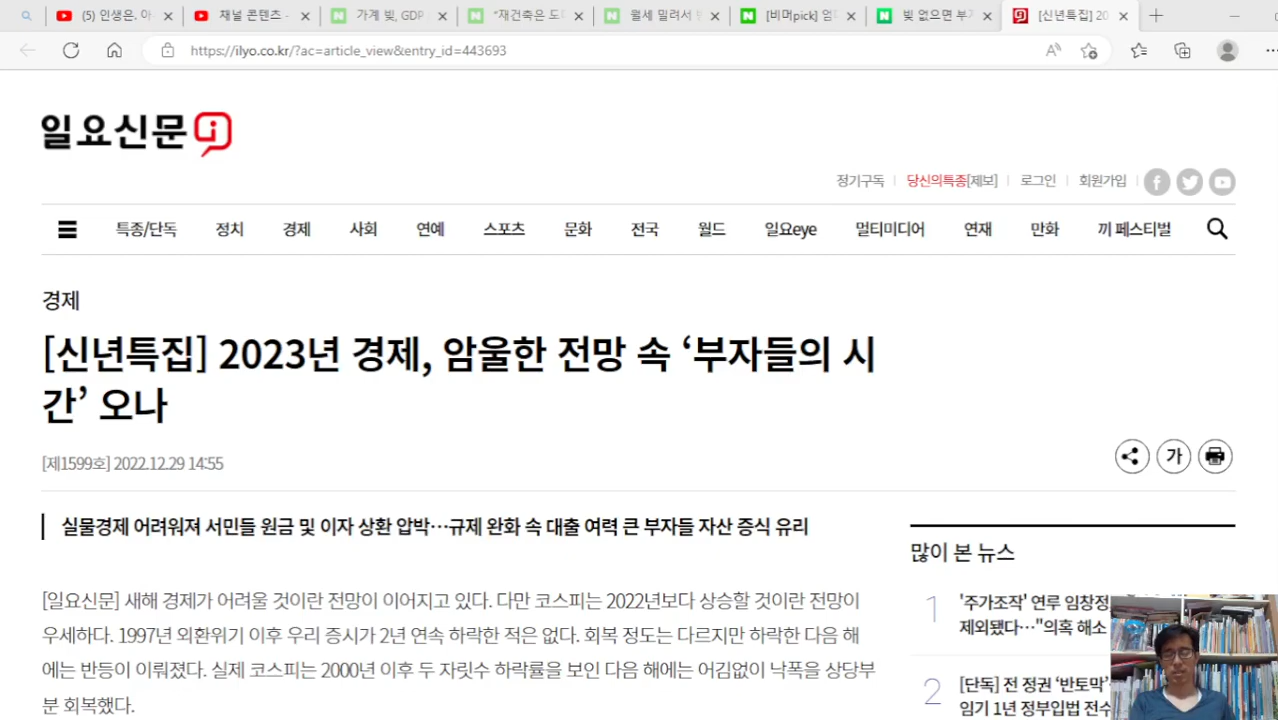 (5) 인생은. 아
채널 콘텐츠 -
가계 빚, GDP
"재건축은 도
월세 밀려서
[비머pick]
빚 없으면 부
[신년특집] 20
https://ilyo.co.kr/?ac=article_view&entry_id=443693
일요신문
정기구독 당신의특종[제보] 로그인 회원가입
특종/단독 정치 경제 사회 연예 스포츠 문화 전국 월드 일요eye 멀티미디어 연재 만화 끼 페스티벌
경제
[신년특집] 2023년 경제, 암울한 전망 속 ‘부자들의 시
간’ 오나
[제1599호] 2022.12.29 14:55
가
실물경제 어려워져 서민들 원금 및 이자 상환 압박…규제 완화 속 대출 여력 큰 부자들 자산 증식 유리
[일요신문] 새해 경제가 어려울 것이란 전망이 이어지고 있다. 다만 코스피는 2022년보다 상승할 것이란 전망이
우세하다. 1997년 외환위기 이후 우리 증시가 2년 연속 하락한 적은 없다. 회복 정도는 다르지만 하락한 다음 해
에는 반등이 이뤄졌다. 실제 코스피는 2000년 이후 두 자릿수 하락률을 보인 다음 해에는 어김없이 낙폭을 상당부
분 회복했다.
많이 본 뉴스
1 '주가조작' 연루 임창정
제외됐다…"의혹 해소
2 [단독] 전 정권 ‘반토막’
임기 1년 정부입법 전수